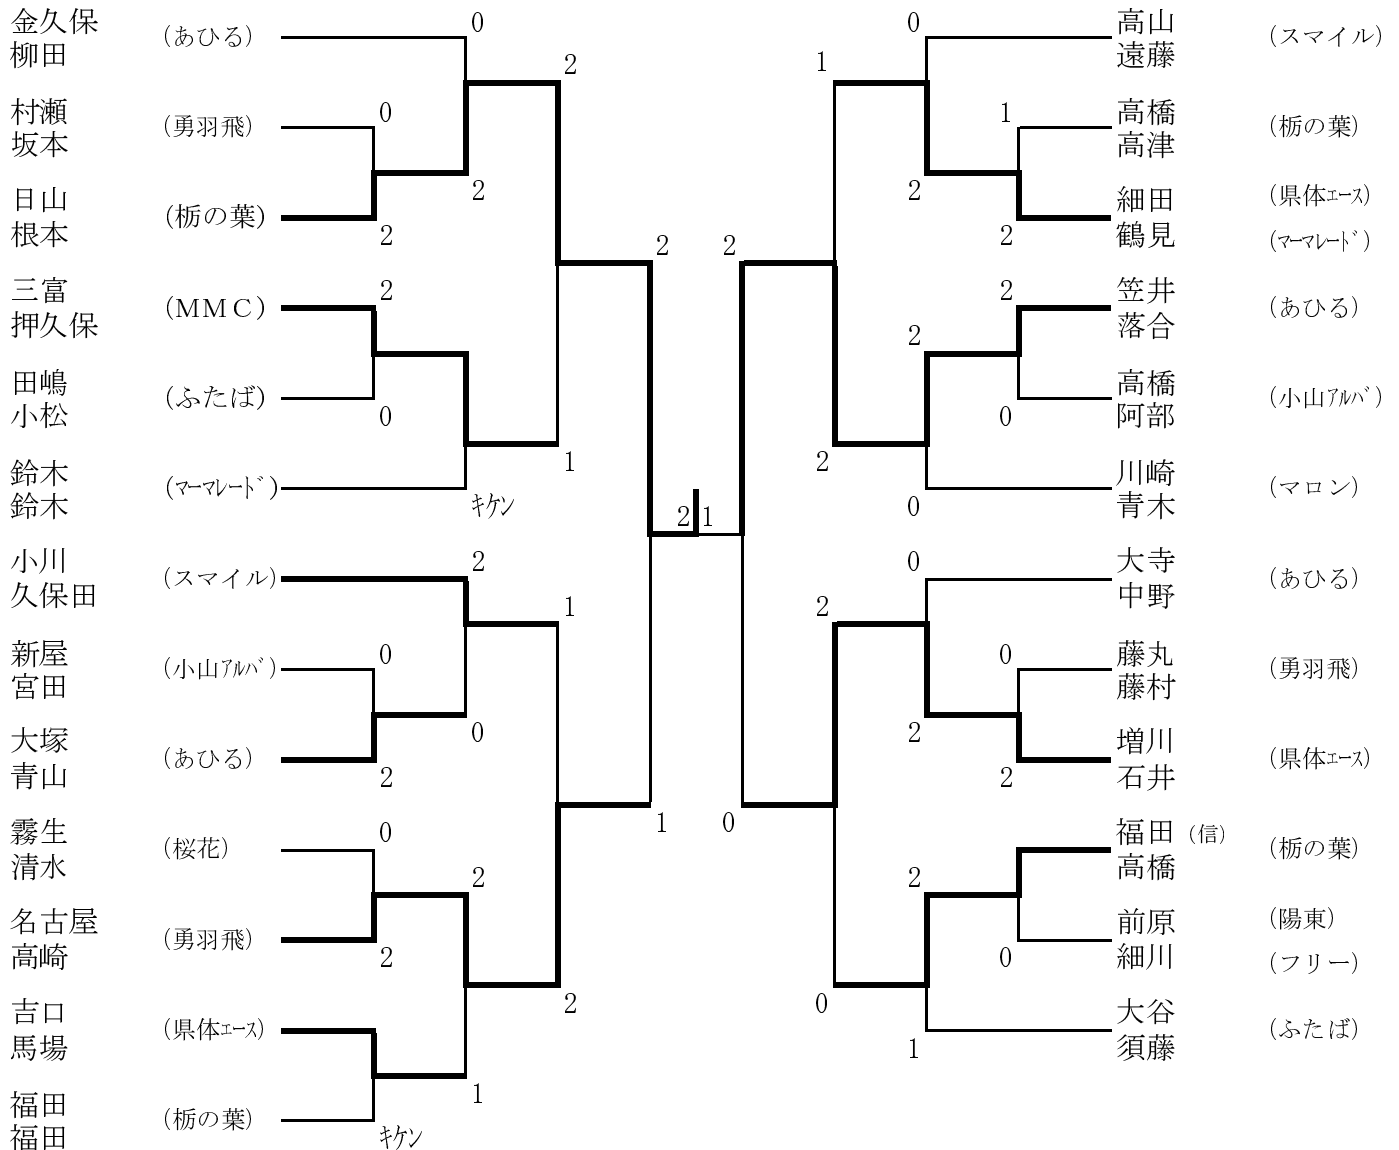 金久保
柳田
(あひる)
村瀬
坂本
(勇羽飛)
日山
根本
(栃の葉)
三富
押久保
(ＭＭＣ)
田嶋
小松
(ふたば)
鈴木
鈴木
(ﾏｰﾏﾚｰﾄﾞ)
小川
久保田
(スマイル)
新屋
宮田
(小山ｱﾙﾊﾞ)
大塚
青山
(あひる)
霧生
清水
(桜花)
名古屋
高崎
(勇羽飛)
吉口
馬場
(県体ｴｰｽ)
福田
福田
(栃の葉)
0
0
2
2
2
2
0
1
ｷｹﾝ
2
2
0
2
0
1
0
2
2
2
1
ｷｹﾝ
2
1
2
1
2
0
1
0
1
2
2
2
2
0
0
2
0
2
0
2
2
0
1
0
高山
遠藤
(スマイル)
高橋
高津
(栃の葉)
細田
鶴見
(県体ｴｰｽ)
(ﾏｰﾏﾚｰﾄﾞ)
笠井
落合
(あひる)
高橋
阿部
(小山ｱﾙﾊﾞ)
川崎
青木
(マロン)
大寺
中野
(あひる)
藤丸
藤村
(勇羽飛)
増川
石井
(県体ｴｰｽ)
福田 (信)
高橋
(栃の葉)
前原
細川
(陽東)
(フリー)
大谷
須藤
(ふたば)